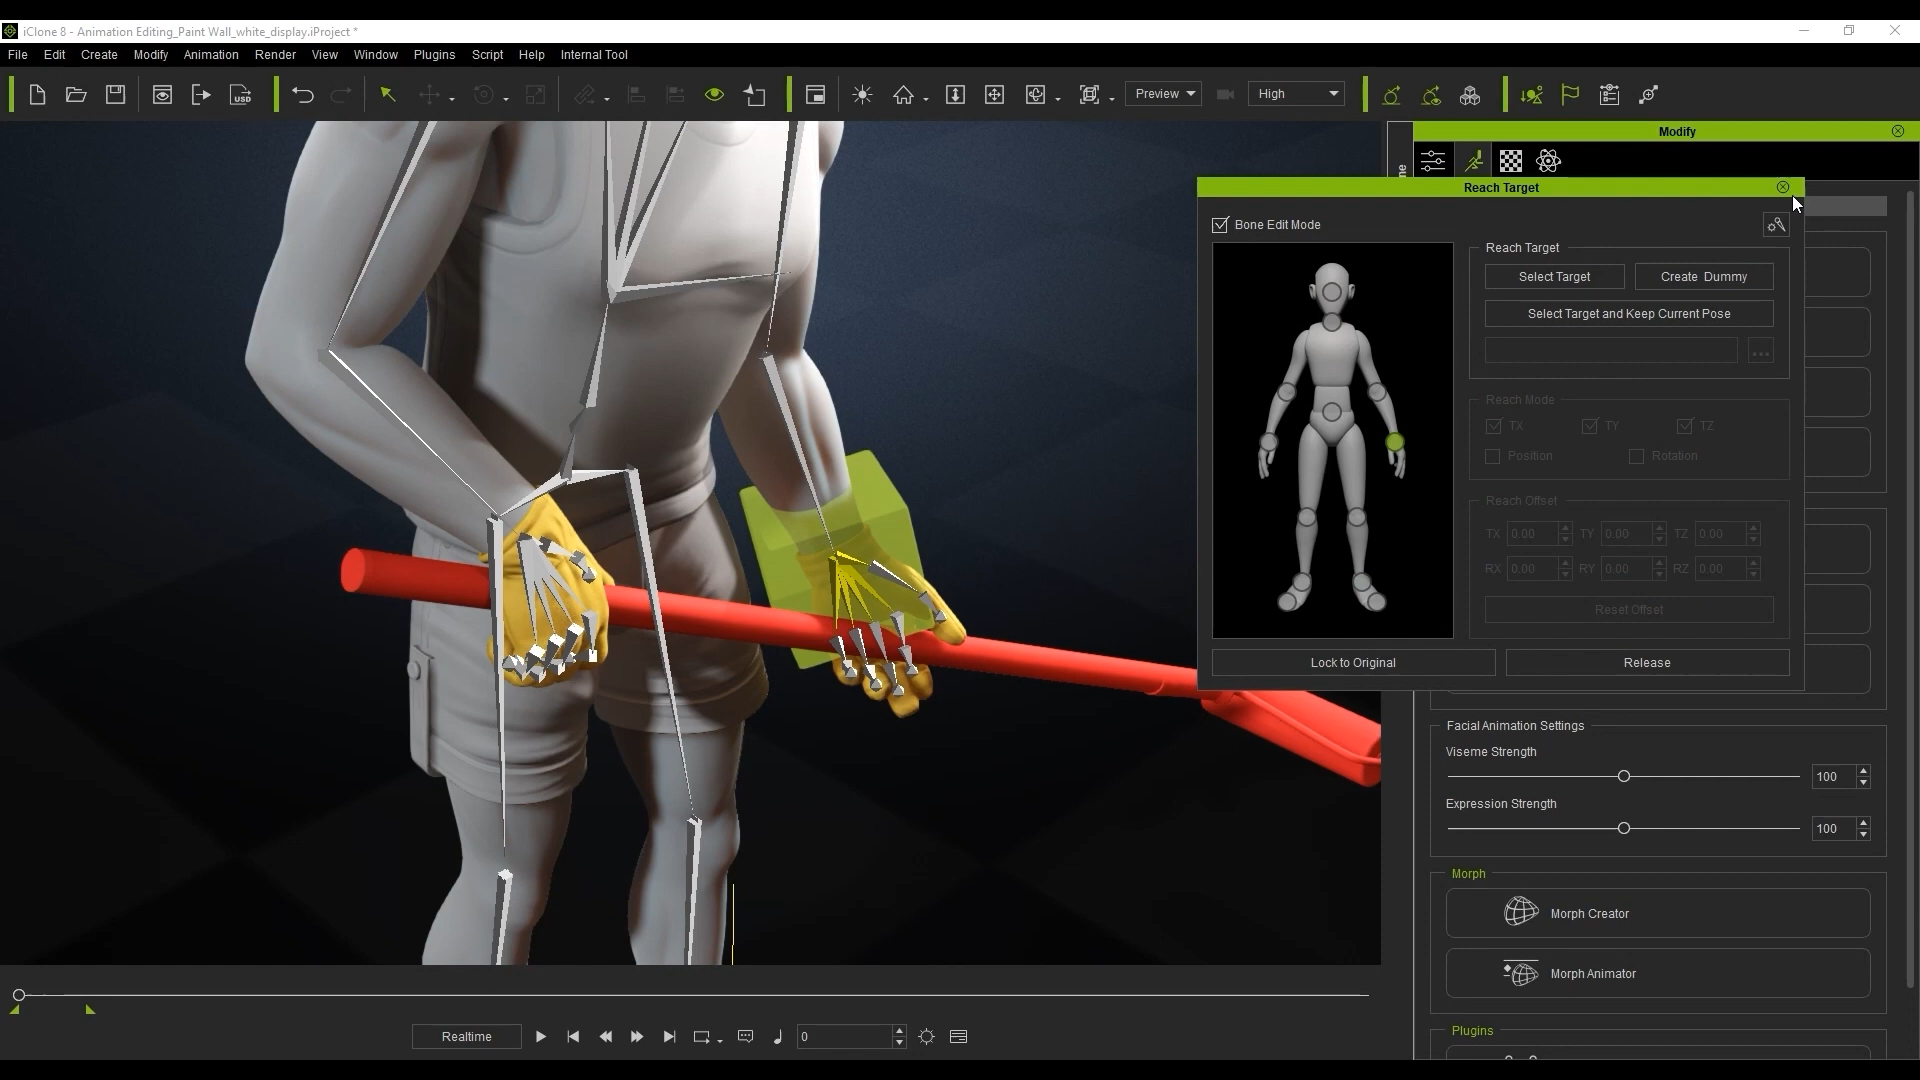 iClone 8 - Animation Editing_Paint Wall_white_display.iProject *
File Edit Create Modify Animation Render View Window Plugins Script Help Internal Tool
USD Preview High
Modify
Reach Target
Bone Edit Mode
Reach Target
Select Target Create Dummy
Select Target and Keep Current Pose
...
Reach Mode
TX TY TZ
Position Rotation
Reach Offset
TX 0.00 TY 0.00 TZ 0.00
RX 0.00 RY 0.00 RZ 0.00
Reset Offset
Lock to Original Release
Facial Animation Settings
Viseme Strength
100
Expression Strength
100
Morph
Morph Creator
Morph Animator
Plugins
Realtime 0